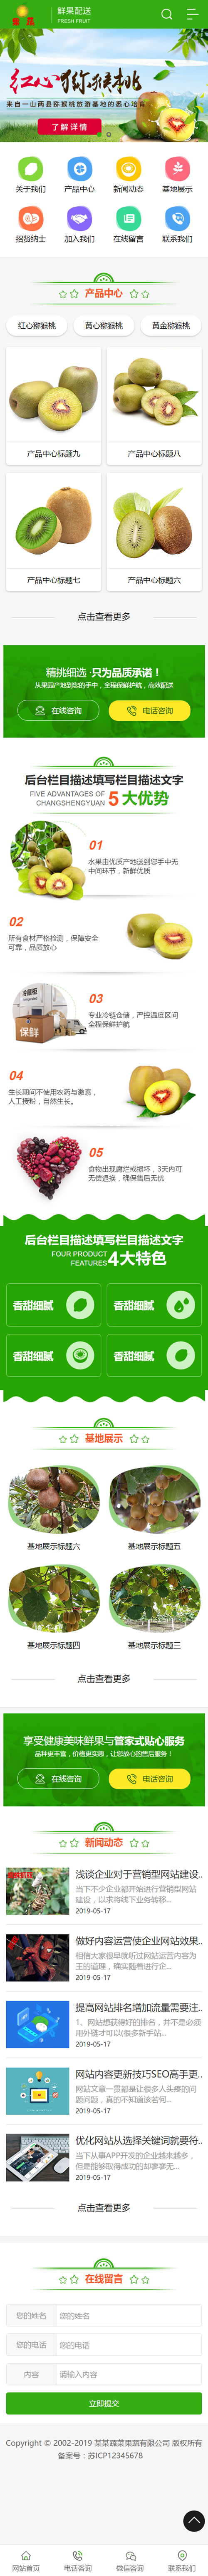 鲜果配送
FRESH FRUIT
红心猕猴桃
来自一山两县猕猴桃旅游基地的悉心培
了解详情
关于我们
产品中心
新闻动态
基地展示
招贤纳士
加入我们
在线留言
联系我们
产品中心
红心猕猴桃
黄心猕猴桃
黄金猕猴桃
产品中心标题九
产品中心标题八
产品中心标题七
产品中心标题六
点击查看更多
精挑细选·只为品质承诺!
从果园产地到您的手中，全程保鲜护航，高效配送
在线咨询
电话咨询
后台栏目描述填写栏目描述文字
FIVE ADVANTAGES OF
CHANGSHENGYUAN
5大优势
01
水果由优质产地送到您手中无
中间环节，新鲜优质
02
所有食材严格检测，保障安全
可靠，品质放心
03
专业冷链仓储，严控温度区间
全程保鲜护航
冷藏柜
保鲜
04
生长期间不使用农药与激素，
人工授粉，自然生长。
05
食物出现腐烂或损坏，3天内可
无偿退换，确保售后无忧
后台栏目描述填写栏目描述文字
FOUR PRODUCT
FEATURES
4大特色
香甜细腻
香甜细腻
香甜细腻
香甜细腻
基地展示
基地展示标题六
基地展示标题五
基地展示标题四
基地展示标题三
点击查看更多
享受健康美味鲜果与管家式贴心服务
品种更丰富，价格更实惠，让您放心的售后服务！
在线咨询
电话咨询
新闻动态
浅谈企业对于营销型网站建设..
当下不少企业都开始进行营销型网站
建设，以求将线下业务转移...
2019-05-17
做好内容运营使企业网站效果..
相信大家很早就听过网站运营内容为
王的道理，确实随着进行企...
2019-05-17
提高网站排名增加流量需要注..
1、网站想获得好的排名，并不是必须
用外链才可以(很多新手站...
2019-05-17
网站内容更新技巧SEO高手更..
网站文章一贯都是让很多人头疼的问
题问题，真的不知道该若何...
2019-05-17
优化网站从选择关键词就要符..
当下从事APP开发的企业越来越多，
但是能够取得成功的却寥寥无...
2019-05-17
点击查看更多
在线留言
您的姓名
您的姓名
您的电话
您的电话
内容
请输入内容
立即提交
Copyright © 2002-2019 某某蔬菜果蔬有限公司 版权所有
备案号：苏ICP12345678
网站首页
电话咨询
微信咨询
联系我们